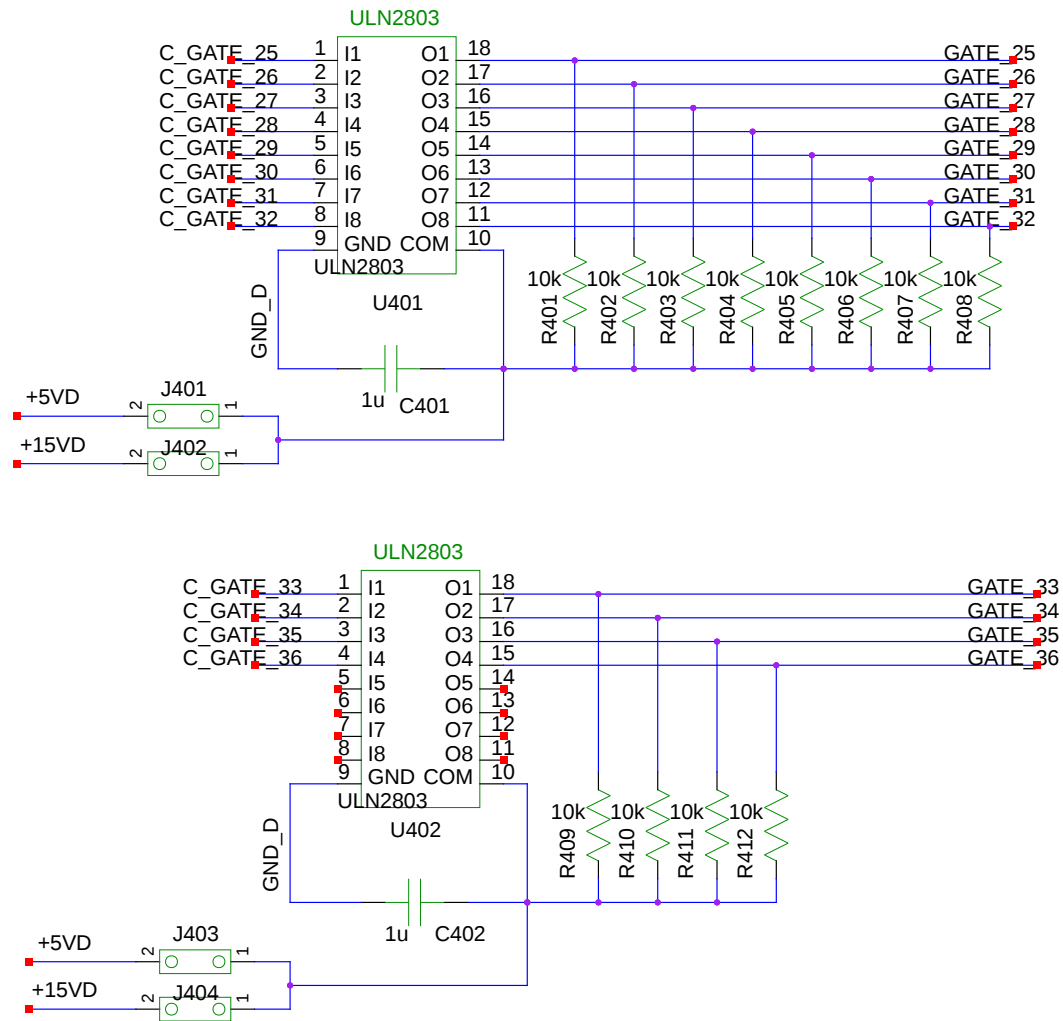 ULN2803
C_GATE_25 1 I1 O1 18 GATE_25
C_GATE_26 2 I2 O2 17 GATE_26
C_GATE_27 3 I3 O3 16 GATE_27
C_GATE_28 4 I4 O4 15 GATE_28
C_GATE_29 5 I5 O5 14 GATE_29
C_GATE_30 6 I6 O6 13 GATE_30
C_GATE_31 7 I7 O7 12 GATE_31
C_GATE_32 8 I8 O8 11 GATE_32
9 GND COM 10
ULN2803
U401
GND_D
10k 10k 10k 10k 10k 10k 10k 10k
R401 R402 R403 R404 R405 R406 R407 R408
1u C401
+5VD 2 J401 1
+15VD 2 J402 1
ULN2803
C_GATE_33 1 I1 O1 18 GATE_33
C_GATE_34 2 I2 O2 17 GATE_34
C_GATE_35 3 I3 O3 16 GATE_35
C_GATE_36 4 I4 O4 15 GATE_36
5 I5 O5 14
6 I6 O6 13
7 I7 O7 12
8 I8 O8 11
9 GND COM 10
ULN2803
U402
GND_D
10k 10k 10k 10k
R409 R410 R411 R412
1u C402
+5VD 2 J403 1
+15VD 2 J404 1